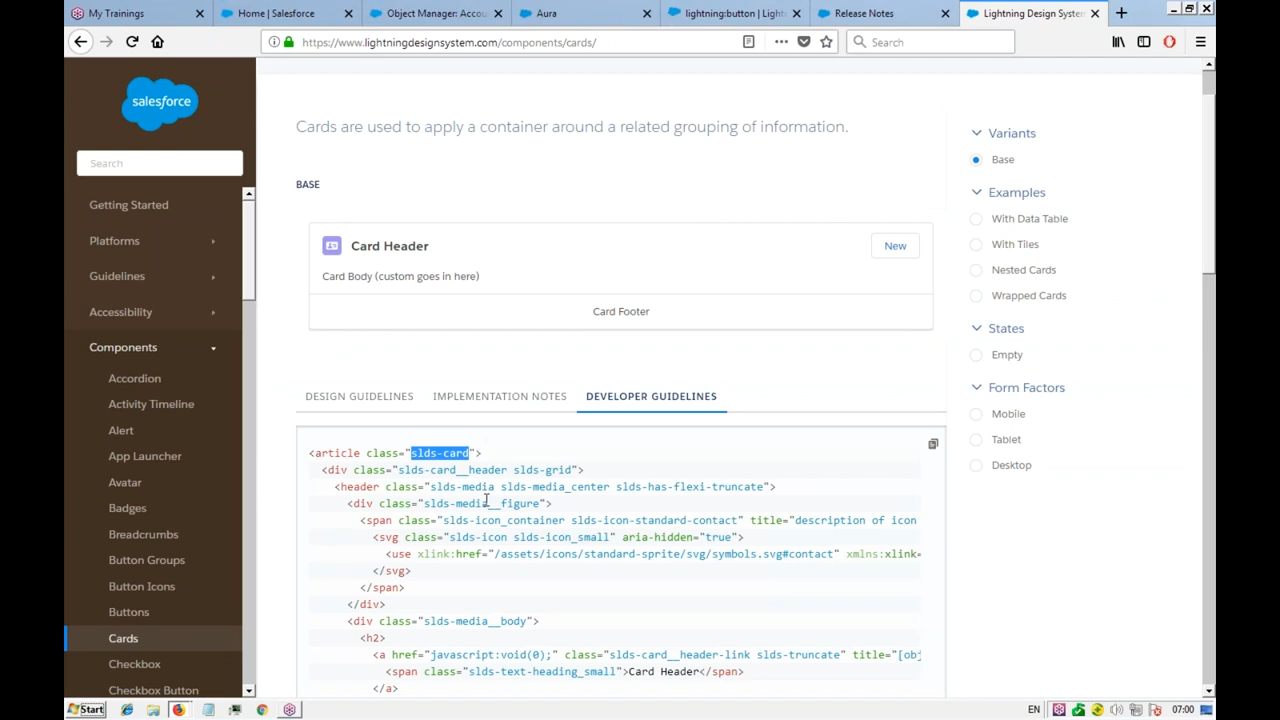 My Trainings
Home | Salesforce
Object Manager: Accou
Aura
lightning:button | Light
Release Notes
Lightning Design System
https://www.lightningdesignsystem.com/components/cards/
Search
salesforce
Search
Getting Started
Platforms
Guidelines
Accessibility
Components
Accordion
Activity Timeline
Alert
App Launcher
Avatar
Badges
Breadcrumbs
Button Groups
Button Icons
Buttons
Cards
Checkbox
Checkbox Button
Cards are used to apply a container around a related grouping of information.
BASE
Card Header
New
Card Body (custom goes in here)
Card Footer
DESIGN GUIDELINES
IMPLEMENTATION NOTES
DEVELOPER GUIDELINES
<article class="slds-card">
<div class="slds-card__header slds-grid">
<header class="slds-media slds-media_center slds-has-flexi-truncate">
<div class="slds-media__figure">
<span class="slds-icon_container slds-icon-standard-contact" title="description of icon
<svg class="slds-icon slds-icon_small" aria-hidden="true">
<use xlink:href="/assets/icons/standard-sprite/svg/symbols.svg#contact" xmlns:xlink=
</svg>
</span>
</div>
<div class="slds-media__body">
<h2>
<a href="javascript:void(0);" class="slds-card__header-link slds-truncate" title="[obj
<span class="slds-text-heading_small">Card Header</span>
</a>
Variants
Base
Examples
With Data Table
With Tiles
Nested Cards
Wrapped Cards
States
Empty
Form Factors
Mobile
Tablet
Desktop
Start
EN
07:00